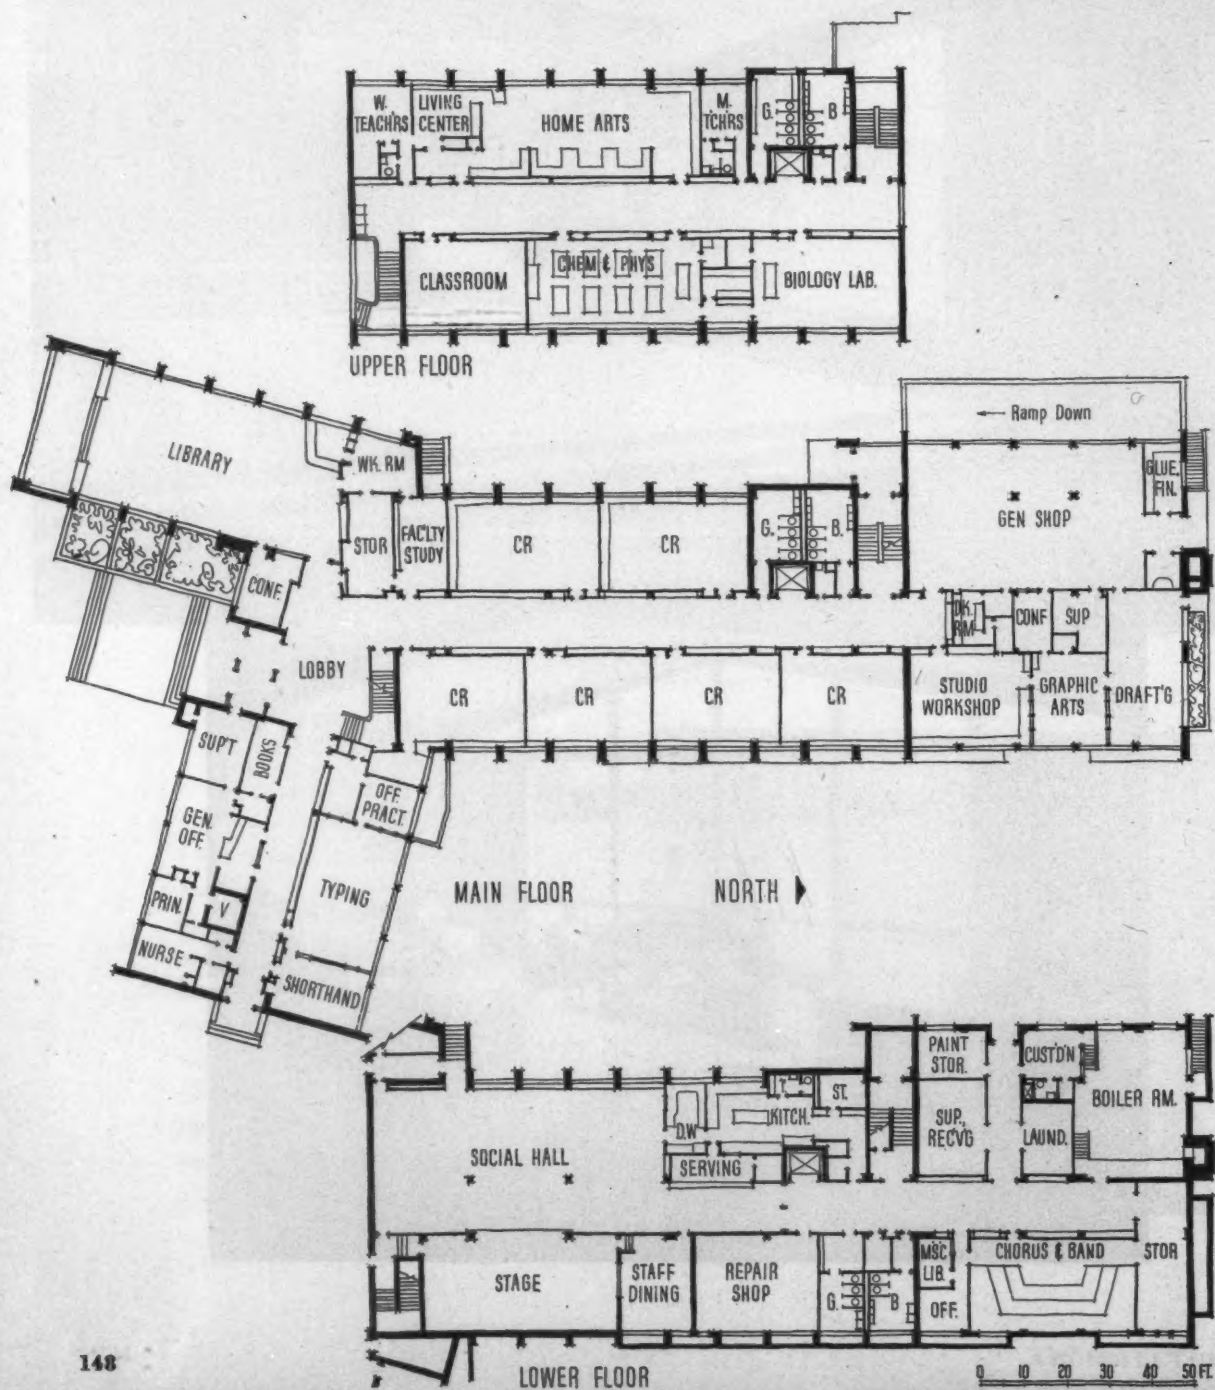 W.
TEACHRS
LIVING
CENTER
HOME ARTS
M.
TCHRS
G.
B
CLASSROOM
CHEM & PHYS
BIOLOGY LAB.
UPPER FLOOR
LIBRARY
WK. RM
STOR
FAC'LTY
STUDY
CR
CR
G.
B.
← Ramp Down
GEN SHOP
GLUE,
FIN.
CONF.
LOBBY
CR
CR
CR
CR
DK.
RM
CONF
SUP
STUDIO
WORKSHOP
GRAPHIC
ARTS
DRAFT'G
SUP'T
BOOKS
GEN.
OFF.
OFF.
PRACT.
TYPING
PRIN.
V
NURSE
SHORTHAND
MAIN FLOOR
NORTH
SOCIAL HALL
D.W
KITCH.
ST.
SERVING
PAINT
STOR.
SUP.,
RECV'G
CUST'D'N
LAUND.
BOILER RM.
STAGE
STAFF
DINING
REPAIR
SHOP
G.
B
MSC
LIB.
OFF.
CHORUS & BAND
STOR
148
LOWER FLOOR
0 10 20 30 40 50 FT.